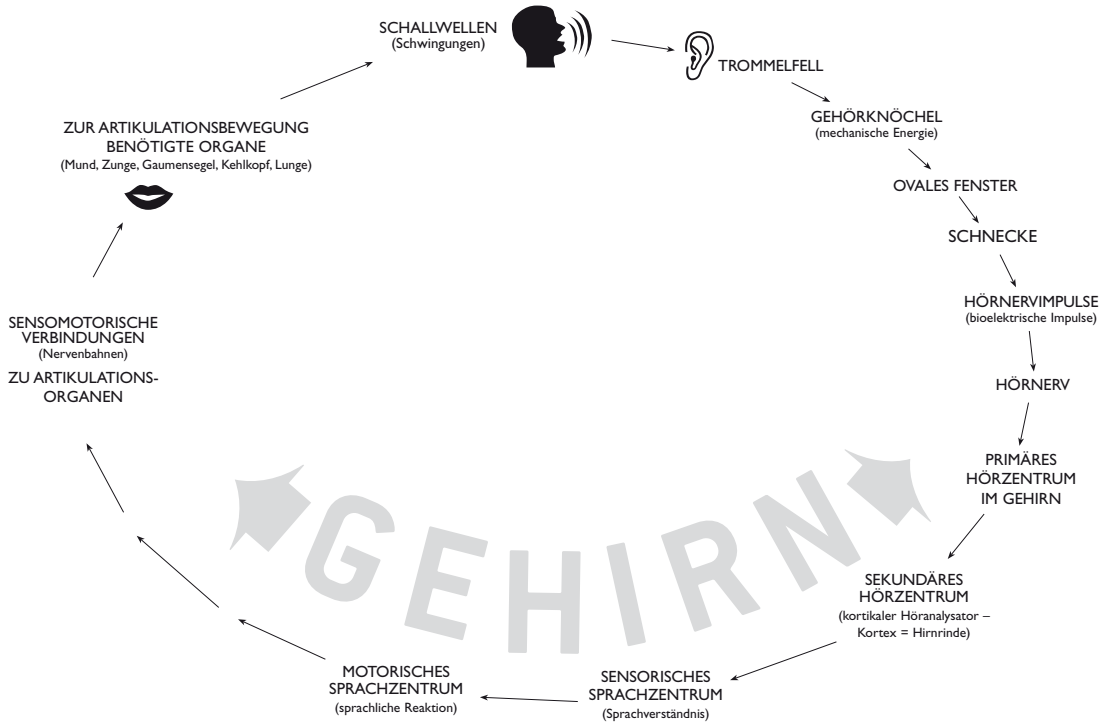 SCHALLWELLEN
(Schwingungen)
TROMMELFELL
GEHÖRKNÖCHEL
(mechanische Energie)
OVALES FENSTER
SCHNECKE
HÖRNERVIMPULSE
(bioelektrische Impulse)
HÖRNERV
PRIMÄRES
HÖRZENTRUM
IM GEHIRN
SEKUNDÄRES
HÖRZENTRUM
(kortikaler Höranalysator –
Kortex = Hirnrinde)
SENSORISCHES
SPRACHZENTRUM
(Sprachverständnis)
MOTORISCHES
SPRACHZENTRUM
(sprachliche Reaktion)
SENSOMOTORISCHE
VERBINDUNGEN
(Nervenbahnen)
ZU ARTIKULATIONS-
ORGANEN
ZUR ARTIKULATIONSBEWEGUNG
BENÖTIGTE ORGANE
(Mund, Zunge, Gaumensegel, Kehlkopf, Lunge)
GEHIRN